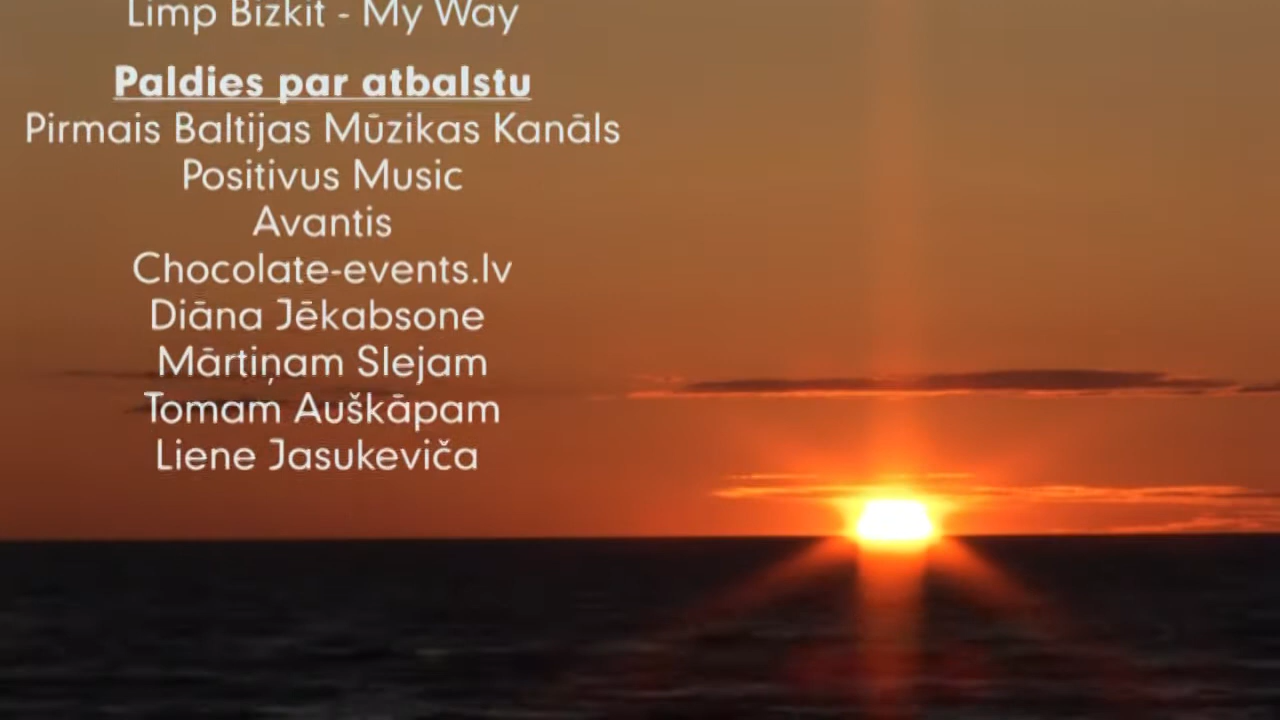 Limp Bizkit - My Way
Paldies par atbalstu
Pirmais Baltijas Mūzikas Kanāls
Positivus Music
Avantis
Chocolate-events.lv
Diāna Jēkabsone
Mārtiņam Slejam
Tomam Auškāpam
Liene Jasukeviča